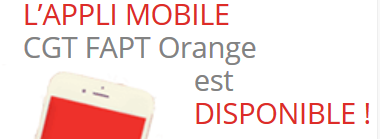 L'APPLI MOBILE
CGT FAPT Orange
est
DISPONIBLE !